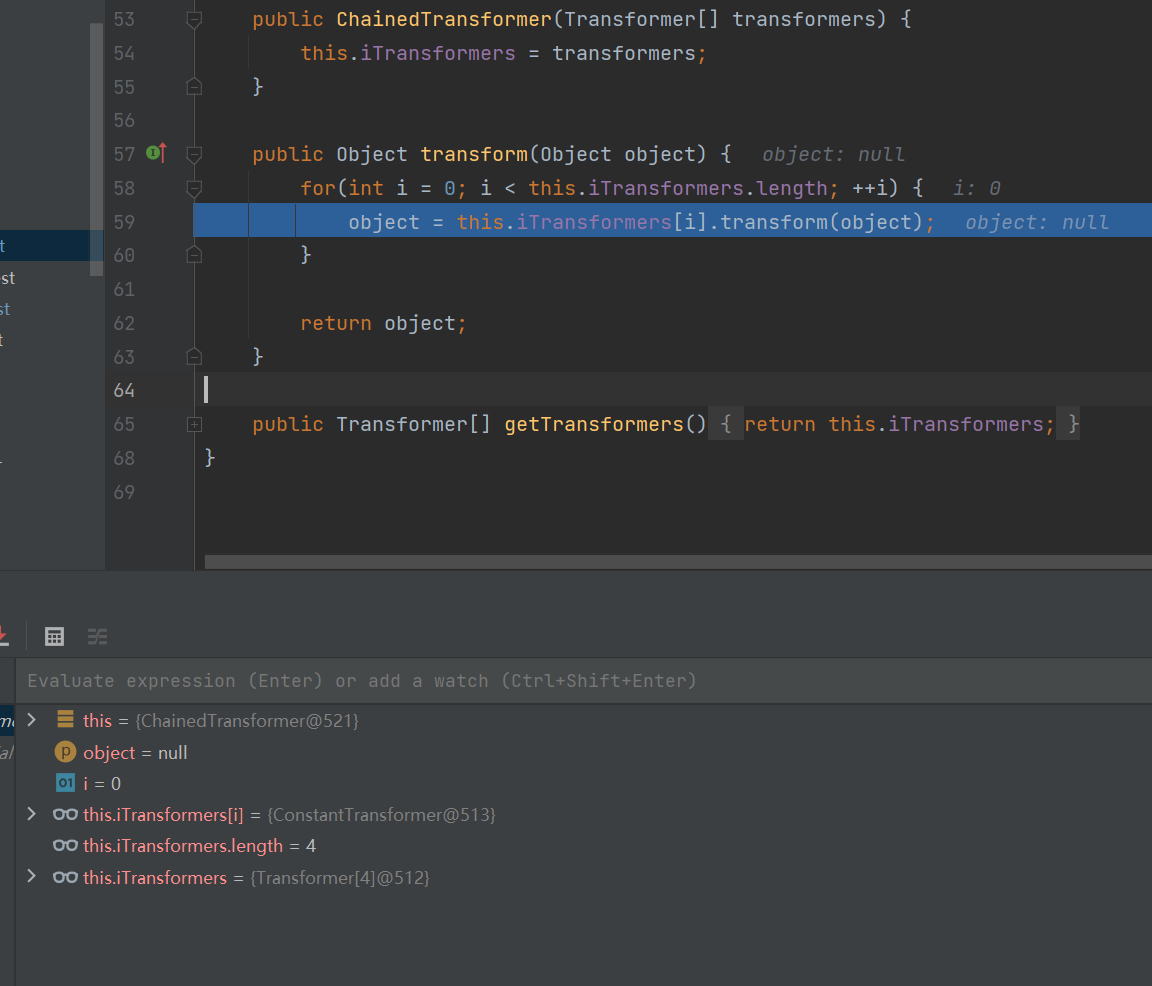 53 public ChainedTransformer(Transformer[] transformers) {
54 this.iTransformers = transformers;
55 }
56
57 public Object transform(Object object) { object: null
58 for(int i = 0; i < this.iTransformers.length; ++i) { i: 0
59 object = this.iTransformers[i].transform(object); object: null
60 }
61
62 return object;
63 }
64
65 public Transformer[] getTransformers() { return this.iTransformers; }
68 }
69
t
st
st
t
Evaluate expression (Enter) or add a watch (Ctrl+Shift+Enter)
this = {ChainedTransformer@521}
p object = null
01 i = 0
this.iTransformers[i] = {ConstantTransformer@513}
this.iTransformers.length = 4
this.iTransformers = {Transformer[4]@512}